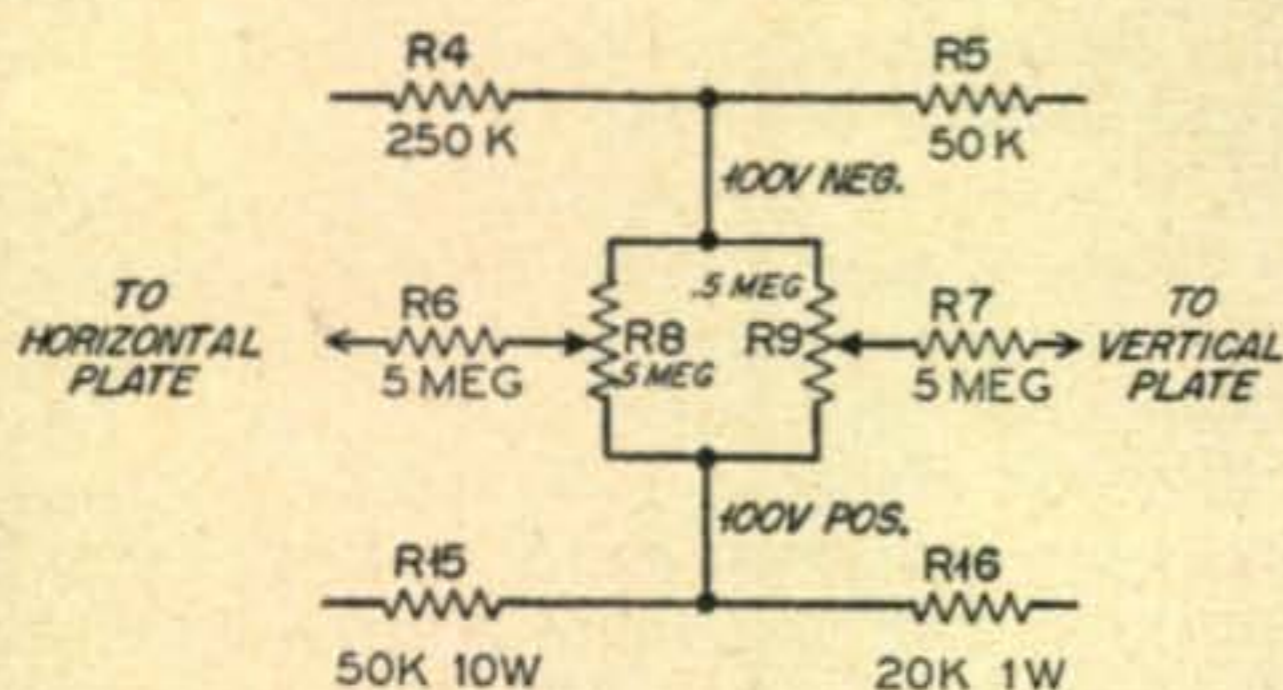 R4
R5
250 K
50 K
100V NEG.
TO
HORIZONTAL
PLATE
R6
5 MEG
R8
.5 MEG
.5 MEG
R9
R7
5 MEG
TO
VERTICAL
PLATE
100V POS.
R15
R16
50K 10W
20K 1W